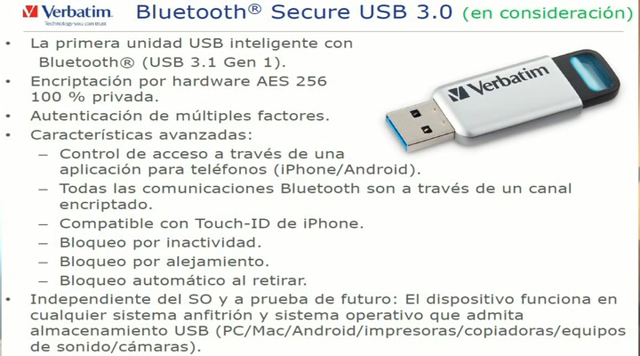 Verbatim
Technology you can trust
Bluetooth® Secure USB 3.0 (en consideración)
• La primera unidad USB inteligente con
Bluetooth® (USB 3.1 Gen 1).
• Encriptación por hardware AES 256
100 % privada.
• Autenticación de múltiples factores.
• Características avanzadas:
– Control de acceso a través de una
aplicación para teléfonos (iPhone/Android).
– Todas las comunicaciones Bluetooth son a través de un canal
encriptado.
– Compatible con Touch-ID de iPhone.
– Bloqueo por inactividad.
– Bloqueo por alejamiento.
– Bloqueo automático al retirar.
• Independiente del SO y a prueba de futuro: El dispositivo funciona en
cualquier sistema anfitrión y sistema operativo que admita
almacenamiento USB (PC/Mac/Android/impresoras/copiadoras/equipos
de sonido/cámaras).
Verbatim